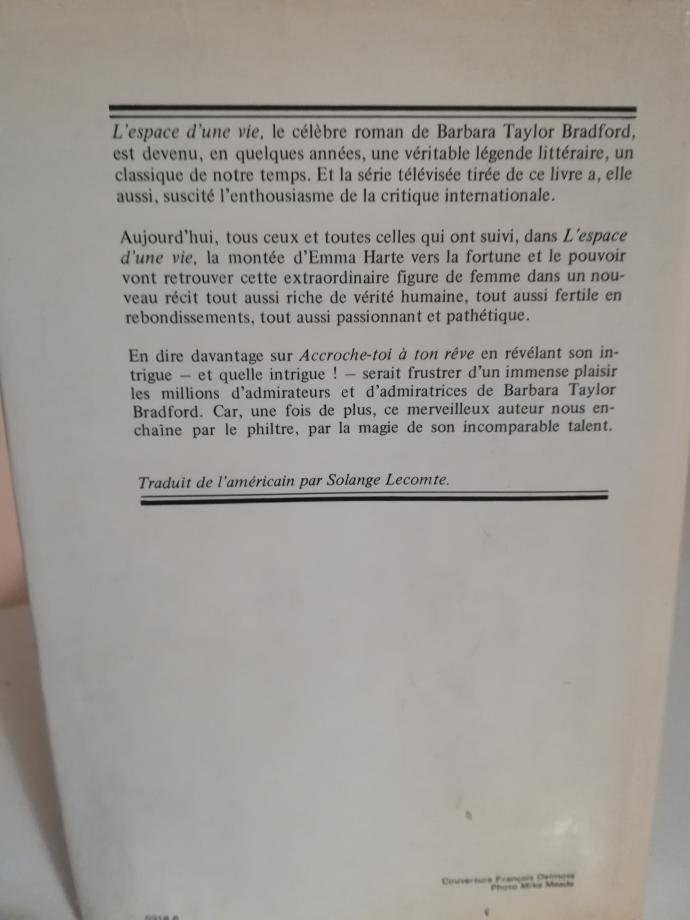 L'espace d'une vie, le célèbre roman de Barbara Taylor Bradford,
est devenu, en quelques années, une véritable légende littéraire, un
classique de notre temps. Et la série télévisée tirée de ce livre a, elle
aussi, suscité l'enthousiasme de la critique internationale.
Aujourd'hui, tous ceux et toutes celles qui ont suivi, dans L'espace
d'une vie, la montée d'Emma Harte vers la fortune et le pouvoir
vont retrouver cette extraordinaire figure de femme dans un nou-
veau récit tout aussi riche de vérité humaine, tout aussi fertile en
rebondissements, tout aussi passionnant et pathétique.
En dire davantage sur Accroche-toi à ton rêve en révélant son in-
trigue — et quelle intrigue ! — serait frustrer d'un immense plaisir
les millions d'admirateurs et d'admiratrices de Barbara Taylor
Bradford. Car, une fois de plus, ce merveilleux auteur nous en-
chaîne par le philtre, par la magie de son incomparable talent.
Traduit de l'américain par Solange Lecomte.
Couverture François
Photo Mike Meade